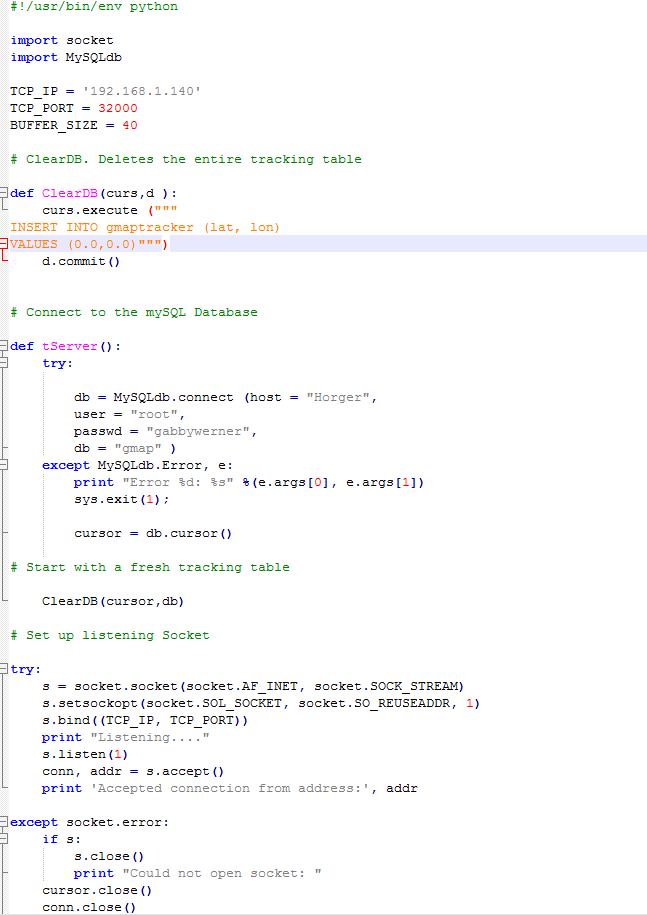 #!/usr/bin/env python
import socket
import MySQLdb
TCP_IP = '192.168.1.140'
TCP_PORT = 32000
BUFFER_SIZE = 40
# ClearDB. Deletes the entire tracking table
def ClearDB(curs,d ):
    curs.execute ("""
INSERT INTO gmaptracker (lat, lon)
VALUES (0.0,0.0)""")
    d.commit()
# Connect to the mySQL Database
def tServer():
    try:
        db = MySQLdb.connect (host = "Horger",
        user = "root",
        passwd = "gabbywerner",
        db = "gmap" )
    except MySQLdb.Error, e:
        print "Error %d: %s" %(e.args[0], e.args[1])
        sys.exit(1);
        cursor = db.cursor()
# Start with a fresh tracking table
    ClearDB(cursor,db)
# Set up listening Socket
try:
    s = socket.socket(socket.AF_INET, socket.SOCK_STREAM)
    s.setsockopt(socket.SOL_SOCKET, socket.SO_REUSEADDR, 1)
    s.bind((TCP_IP, TCP_PORT))
    print "Listening...."
    s.listen(1)
    conn, addr = s.accept()
    print 'Accepted connection from address:', addr
except socket.error:
    if s:
        s.close()
        print "Could not open socket: "
    cursor.close()
    conn.close()